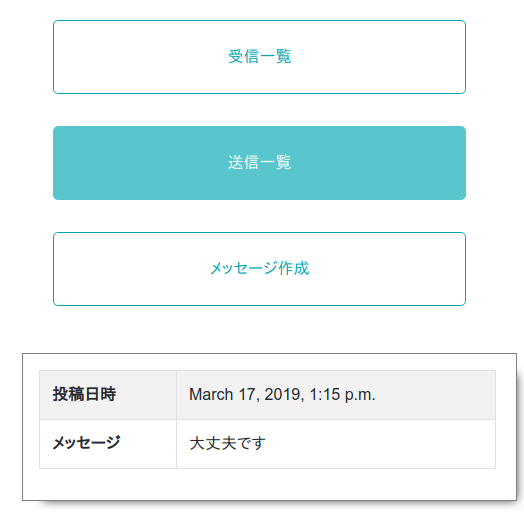 受信一覧
送信一覧
メッセージ作成
投稿日時 March 17, 2019, 1:15 p.m.
メッセージ 大丈夫です